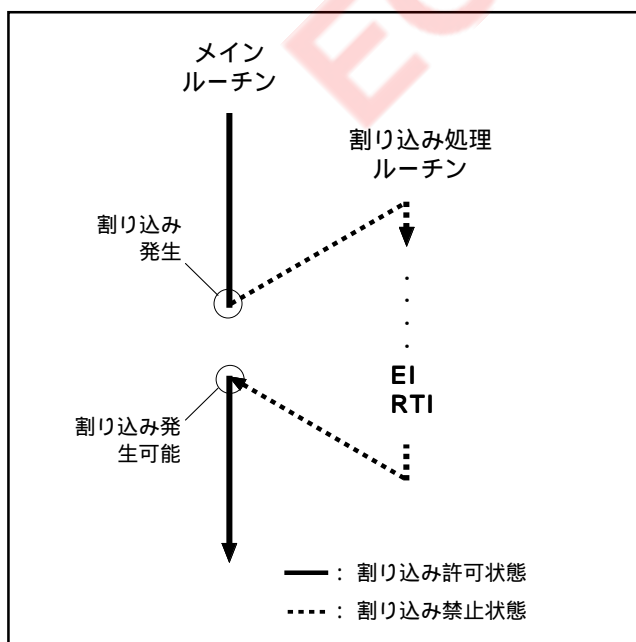 メイン
ルーチン
割り込み処理
ルーチン
割り込み
発生
EI
RTI
割り込み発
生可能
: 割り込み許可状態
: 割り込み禁止状態